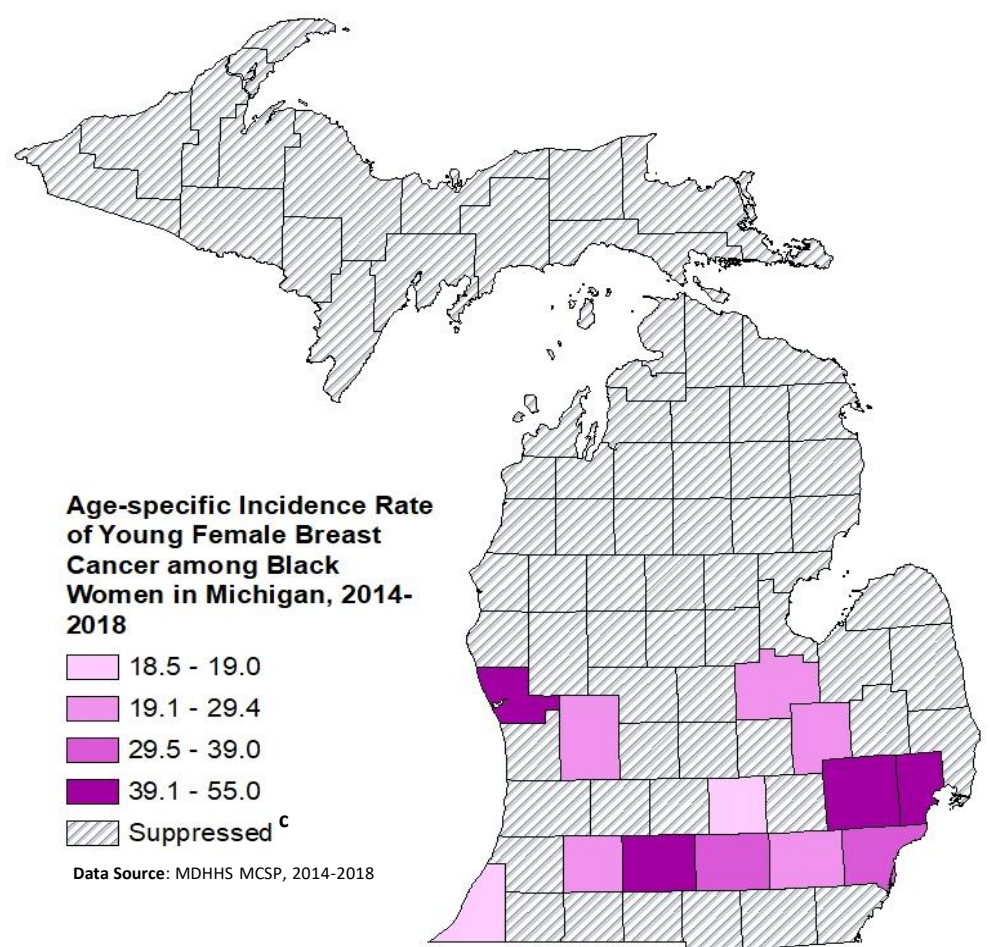 Age-specific Incidence Rate
of Young Female Breast
Cancer among Black
Women in Michigan, 2014-
2018
18.5 - 19.0
19.1 - 29.4
29.5 - 39.0
39.1 - 55.0
Suppressed c
Data Source: MDHHS MCSP, 2014-2018